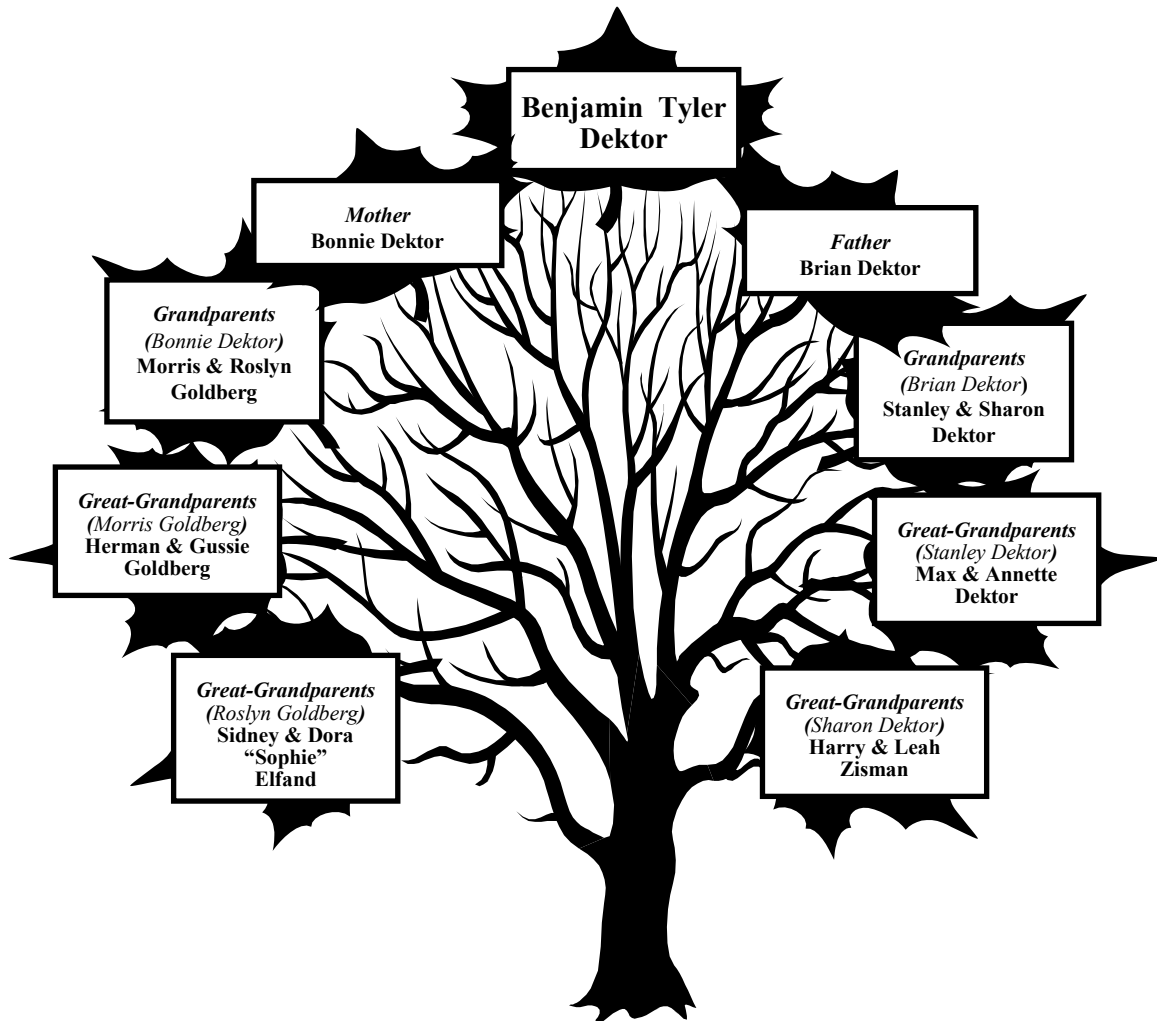 Benjamin Tyler
Dektor
Mother
Bonnie Dektor
Father
Brian Dektor
Grandparents
(Bonnie Dektor)
Morris & Roslyn
Goldberg
Grandparents
(Brian Dektor)
Stanley & Sharon
Dektor
Great-Grandparents
(Morris Goldberg)
Herman & Gussie
Goldberg
Great-Grandparents
(Stanley Dektor)
Max & Annette
Dektor
Great-Grandparents
(Roslyn Goldberg)
Sidney & Dora
“Sophie”
Elfand
Great-Grandparents
(Sharon Dektor)
Harry & Leah
Zisman